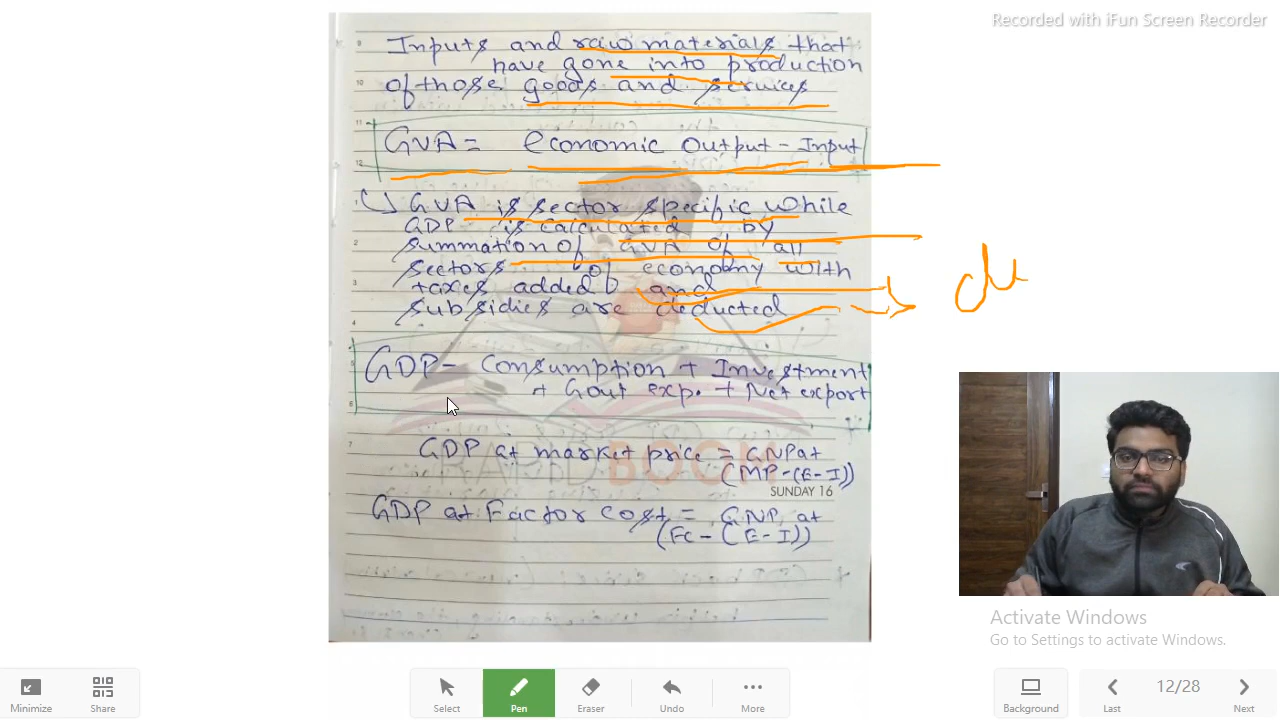 Recorded with iFun Screen Recorder
Inputs and raw materials that
have gone into production
of those goods and services
GVA = economic output - Input
GVA is sector specific while
GDP is calculated by
summation of GVA of all
sectors of economy with
taxes added and
subsidies are deducted
GDP - Consumption + Investment
+ Gout exp. + Net export
GDP at market price = GNP at
(MP - (E - I))
SUNDAY 16
GDP at Factor cost = GNP at
(FC - (E - I))
BOOK
Activate Windows
Go to Settings to activate Windows.
Minimize
Share
Select
Pen
Eraser
Undo
More
Background
Last
12/28
Next